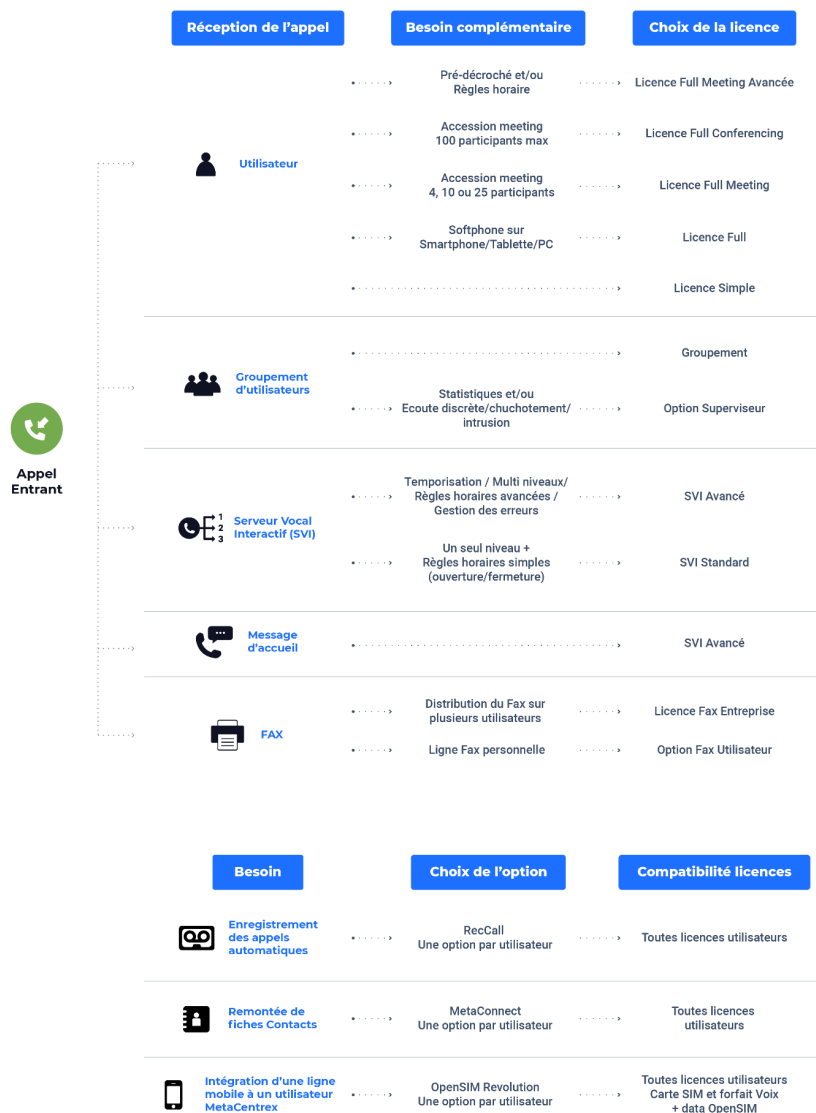 Réception de l’appel
Besoin complémentaire
Choix de la licence
Pré-décroché et/ou
Règles horaire
Licence Full Meeting Avancée
Accession meeting
100 participants max
Licence Full Conferencing
Utilisateur
Accession meeting
4, 10 ou 25 participants
Licence Full Meeting
Softphone sur
Smartphone/Tablette/PC
Licence Full
Licence Simple
Groupement
Groupement
d’utilisateurs
Statistiques et/ou
Ecoute discrète/chuchotement/
intrusion
Option Superviseur
Appel
Entrant
Temporisation / Multi niveaux/
Règles horaires avancées /
Gestion des erreurs
SVI Avancé
1
2
3
Serveur Vocal
Interactif (SVI)
Un seul niveau +
Règles horaires simples
(ouverture/fermeture)
SVI Standard
Message
d’accueil
SVI Avancé
Distribution du Fax sur
plusieurs utilisateurs
Licence Fax Entreprise
FAX
Ligne Fax personnelle
Option Fax Utilisateur
Besoin
Choix de l’option
Compatibilité licences
Enregistrement
des appels
automatiques
RecCall
Une option par utilisateur
Toutes licences utilisateurs
Remontée de
fiches Contacts
MetaConnect
Une option par utilisateur
Toutes licences
utilisateurs
Intégration d’une ligne
mobile à un utilisateur
MetaCentrex
OpenSIM Revolution
Une option par utilisateur
Toutes licences utilisateurs
Carte SIM et forfait Voix
+ data OpenSIM